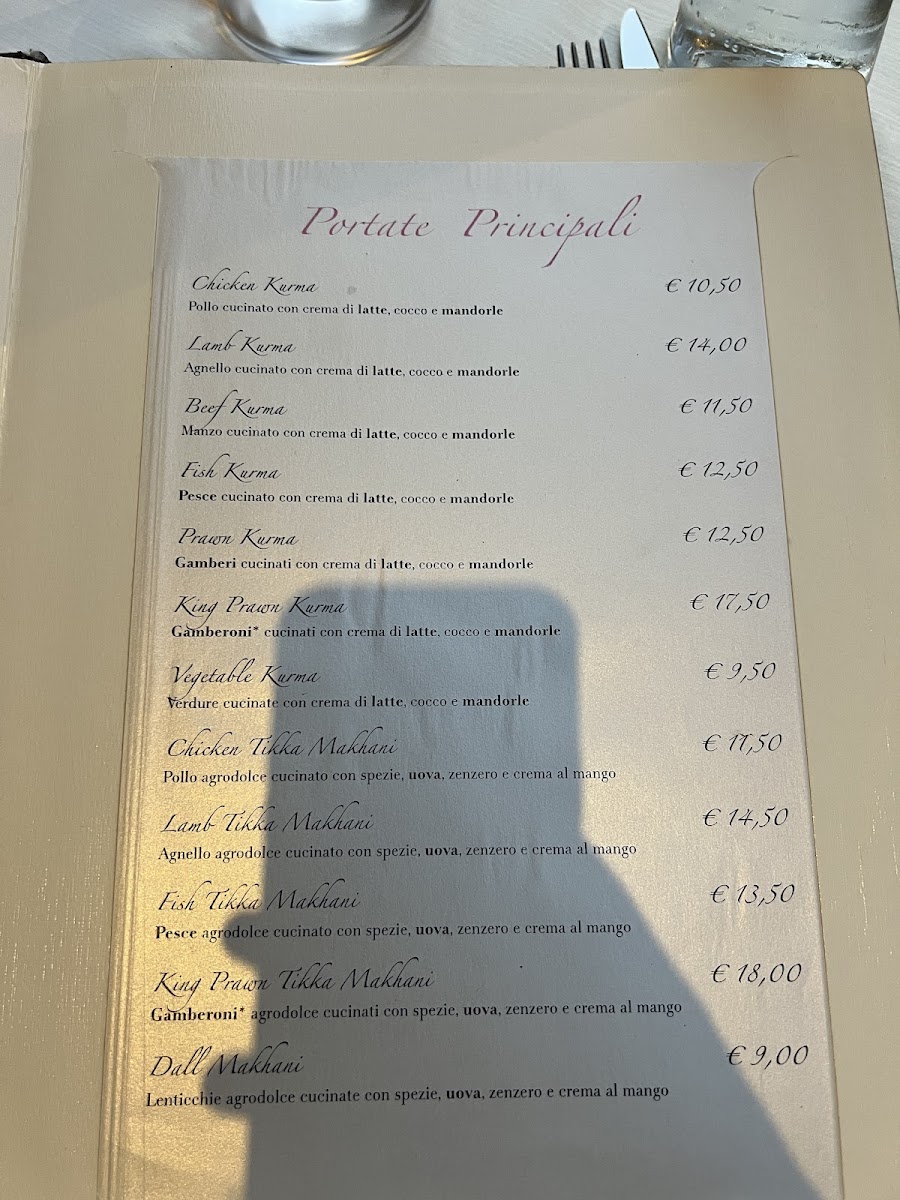 Portate Principali
Chicken Kurma € 10,50
Pollo cucinato con crema di latte, cocco e mandorle
Lamb Kurma € 14,00
Agnello cucinato con crema di latte, cocco e mandorle
Beef Kurma € 11,50
Manzo cucinato con crema di latte, cocco e mandorle
Fish Kurma € 12,50
Pesce cucinato con crema di latte, cocco e mandorle
Prawn Kurma € 12,50
Gamberi cucinati con crema di latte, cocco e mandorle
King Prawn Kurma € 17,50
Gamberoni* cucinati con crema di latte, cocco e mandorle
Vegetable Kurma € 9,50
Verdure cucinate con crema di latte, cocco e mandorle
Chicken Tikka Makhani € 11,50
Pollo agrodolce cucinato con spezie, uova, zenzero e crema al mango
Lamb Tikka Makhani € 14,50
Agnello agrodolce cucinato con spezie, uova, zenzero e crema al mango
Fish Tikka Makhani € 13,50
Pesce agrodolce cucinato con spezie, uova, zenzero e crema al mango
King Prawn Tikka Makhani € 18,00
Gamberoni* agrodolce cucinati con spezie, uova, zenzero e crema al mango
Dall Makhani € 9,00
Lenticchie agrodolce cucinate con spezie, uova, zenzero e crema al mango